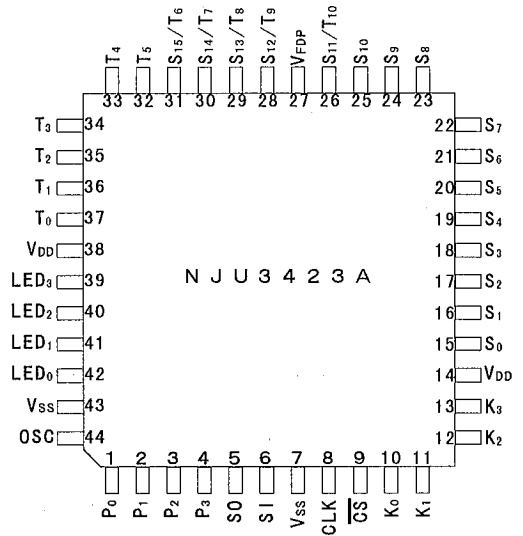 T4 T5 S15/T6 S14/T7 S13/T8 S12/T9 VFDP S11/T10 S10 S9 S8
33 32 31 30 29 28 27 26 25 24 23
T3 34
T2 35
T1 36
T0 37
VDD 38
LED3 39
LED2 40
LED1 41
LED0 42
VSS 43
OSC 44
NJU3423A
22 S7
21 S6
20 S5
19 S4
18 S3
17 S2
16 S1
15 S0
14 VDD
13 K3
12 K2
1 2 3 4 5 6 7 8 9 10 11
P0 P1 P2 P3 SO SI VSS CLK C̅S̅ K0 K1